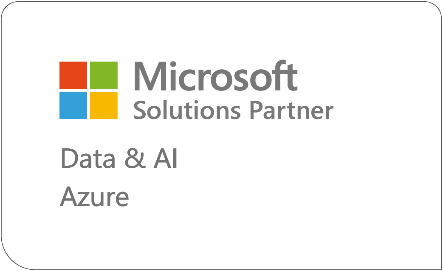 Microsoft
Solutions Partner
Data & AI
Azure